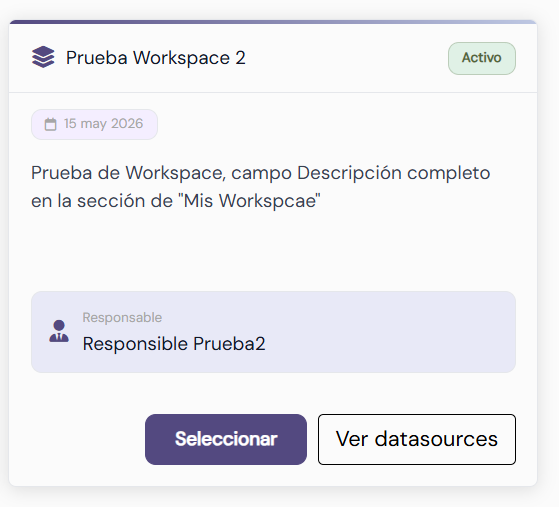 Prueba Workspace 2
Activo
15 may 2026
Prueba de Workspace, campo Descripción completo
en la sección de "Mis Workspcae"
Responsable
Responsible Prueba2
Seleccionar
Ver datasources